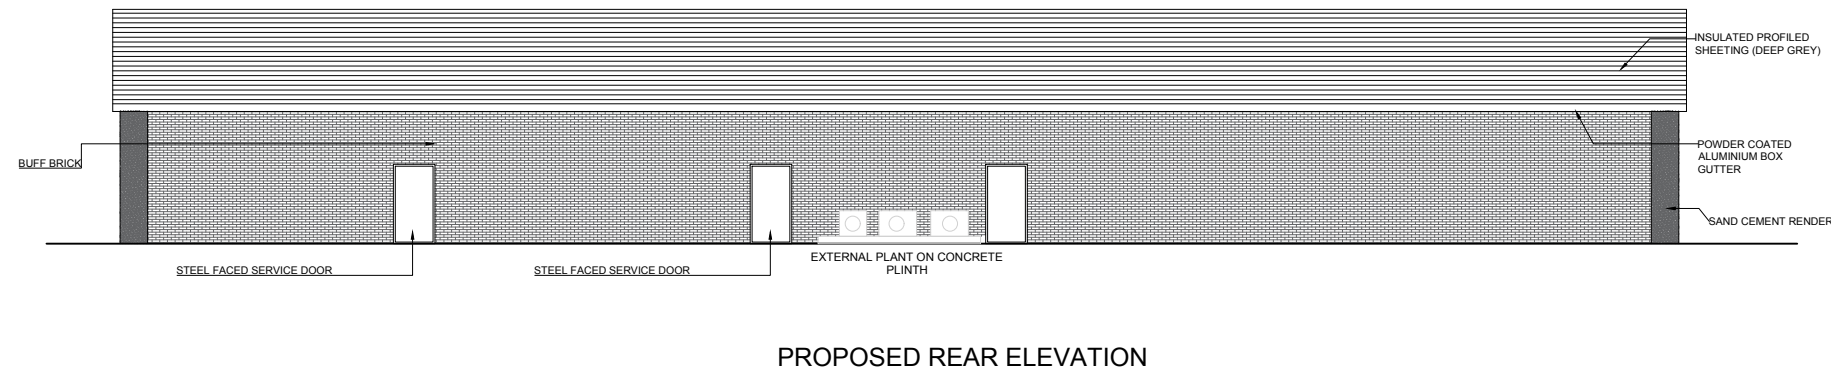 INSULATED PROFILED
SHEETING (DEEP GREY)
BUFF BRICK
POWDER COATED
ALUMINIUM BOX
GUTTER
SAND CEMENT RENDER
STEEL FACED SERVICE DOOR
STEEL FACED SERVICE DOOR
EXTERNAL PLANT ON CONCRETE
PLINTH
PROPOSED REAR ELEVATION